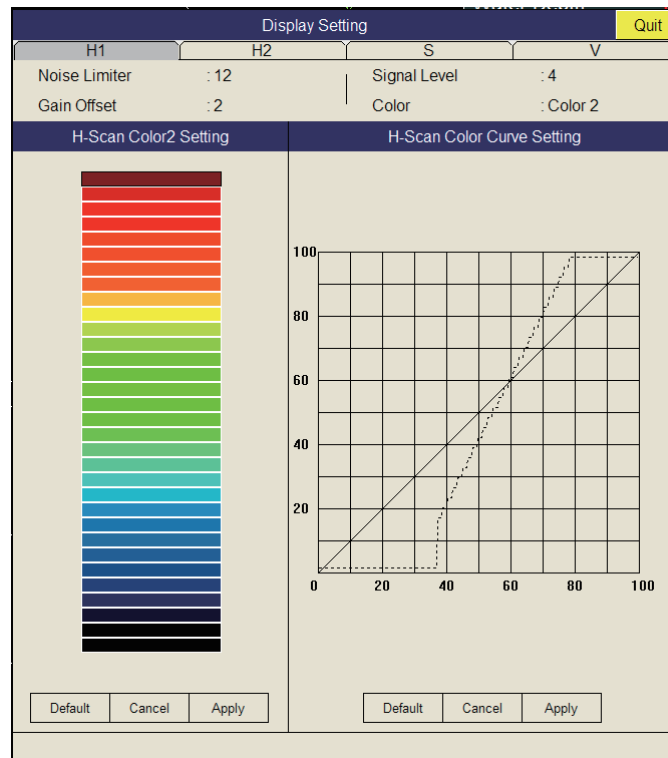 Display Setting Quit
H1 H2 S V
Noise Limiter : 12 Signal Level : 4
Gain Offset : 2 Color : Color 2
H-Scan Color2 Setting H-Scan Color Curve Setting
100
80
60
40
20
0 20 40 60 80 100
Default Cancel Apply Default Cancel Apply